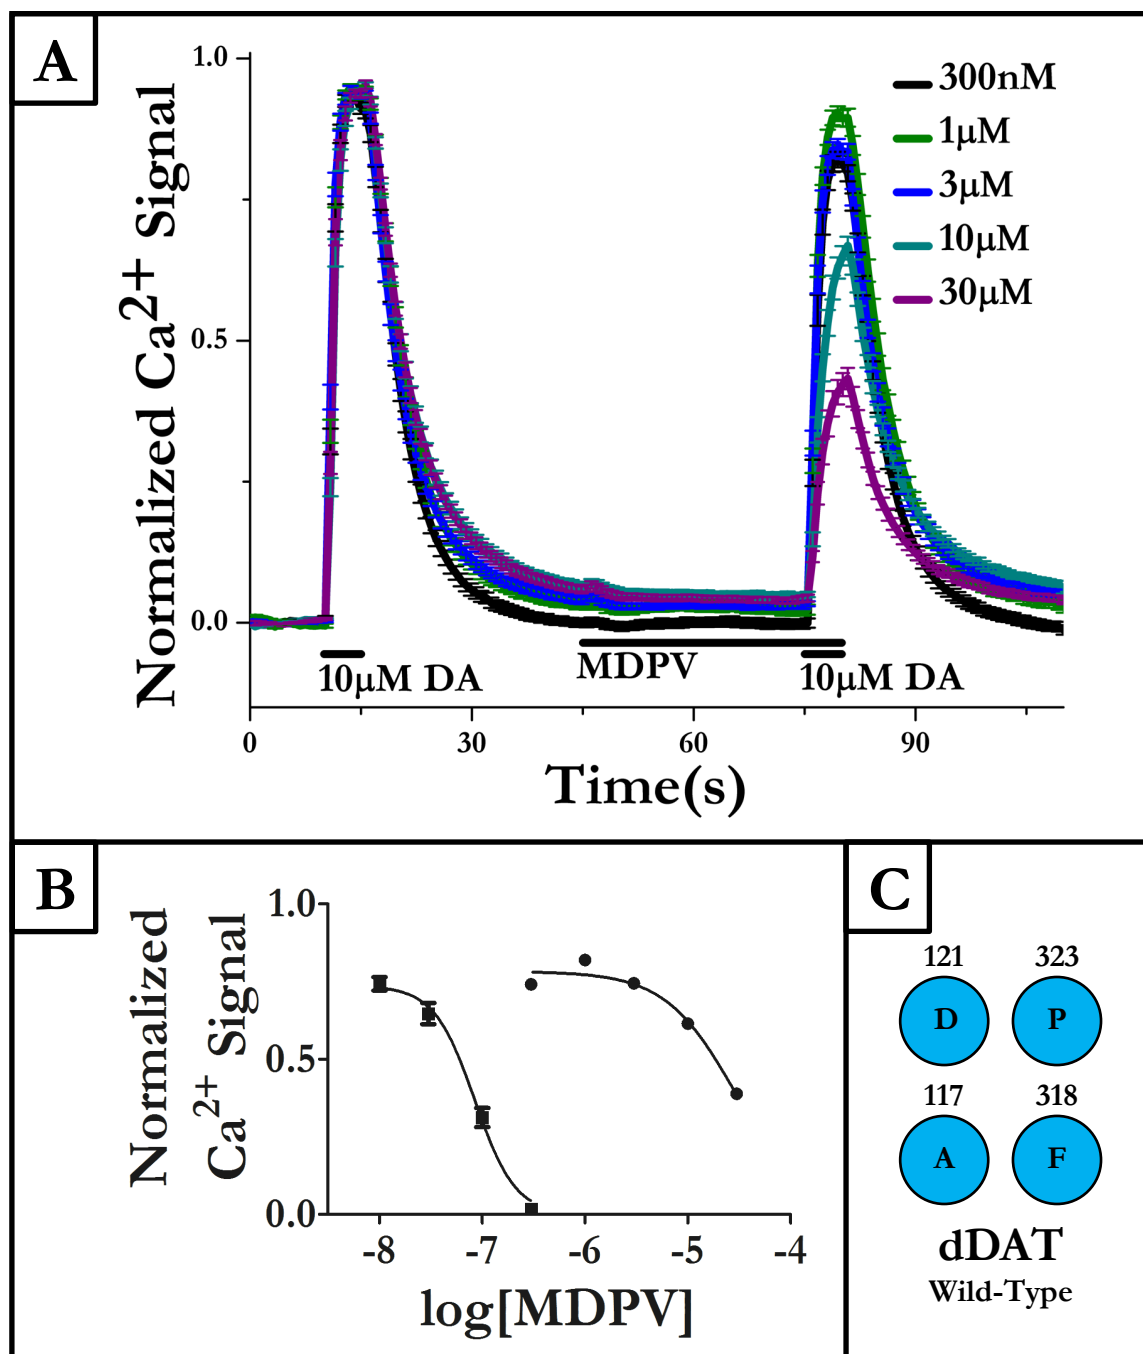 A
Normalized Ca2+ Signal
1.0
0.5
0.0
300nM
1μM
3μM
10μM
30μM
10μM DA
MDPV
10μM DA
0
30
60
90
Time(s)
B
Normalized
Ca2+ Signal
1.0
0.5
0.0
-8
-7
-6
-5
-4
log[MDPV]
C
121 323
D P
117 318
A F
dDAT
Wild-Type